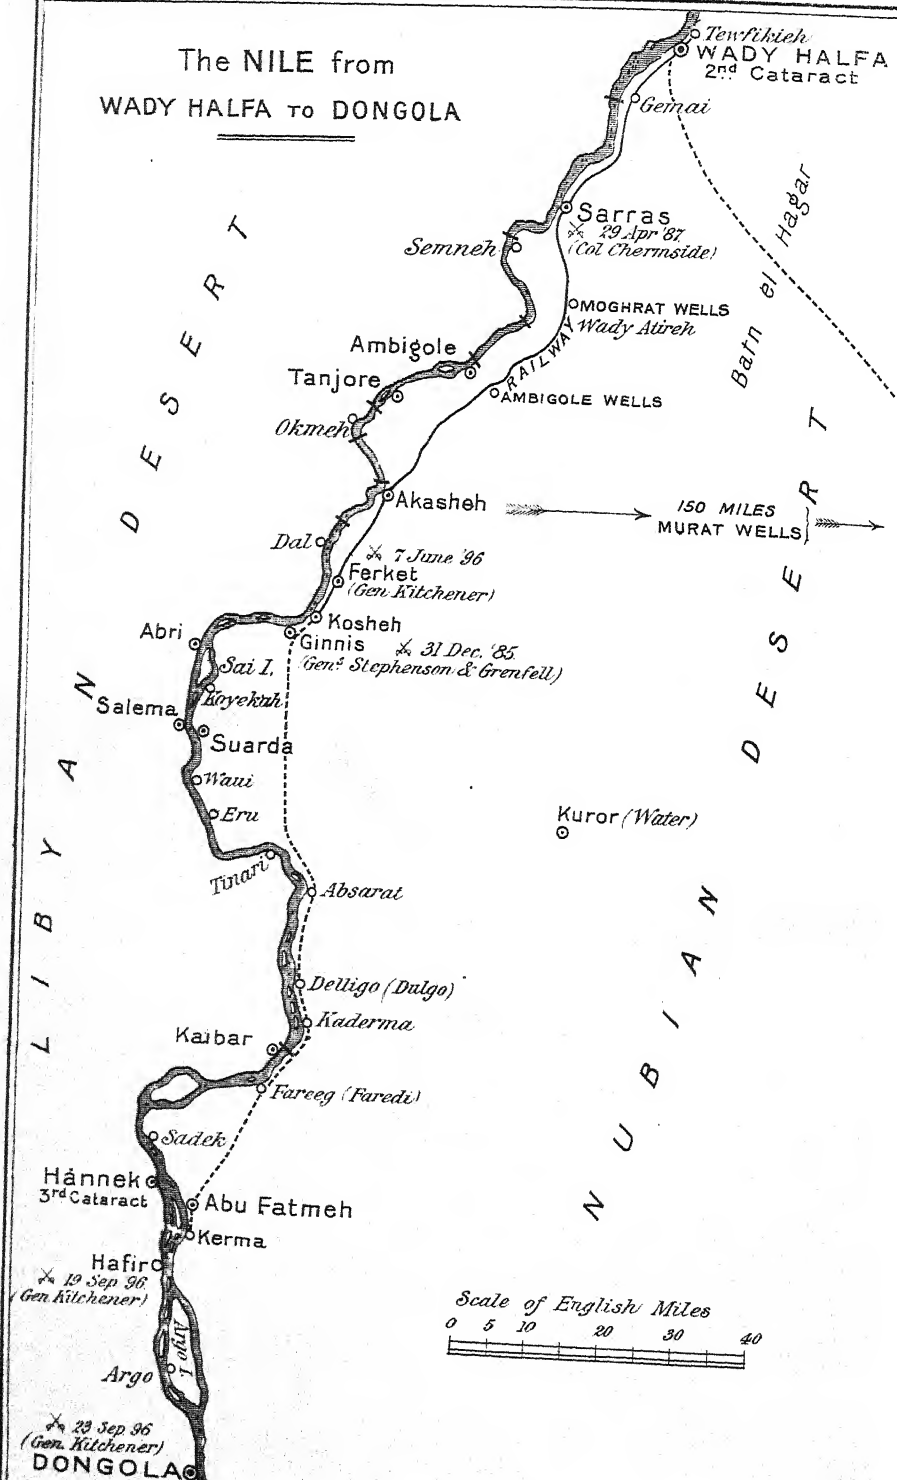 The NILE from
WADY HALFA TO DONGOLA
Tewfikieh
WADY HALFA
2nd Cataract
Gemai
Batn el Hagar
Sarras
29 Apr '87.
(Col Chermside)
Semneh
MOGHRAT WELLS
Wady Atireh
RAILWAY
Ambigole
Tanjore
AMBIGOLE WELLS
Okmeh
Akasheh
150 MILES
MURAT WELLS
Dal
7 June '96
Ferket
(Gen Kitchener)
Kosheh
Abri
Ginnis
31 Dec. '85.
(Genls Stephenson & Grenfell)
Sai I.
Koyekah
Salema
Suarda
Waui
Eru
Kuror (Water)
Tinari
Absarat
Delligo (Dulgo)
Kaderma
Kaibar
Fareeg (Faredi)
Sadek
Hannek
3rd Cataract
Abu Fatmeh
Kerma
Hafir
19 Sep 96.
(Gen Kitchener)
Argo I.
Argo
23 Sep 96
(Gen. Kitchener)
DONGOLA
LIBYAN DESERT
NUBIAN DESERT
Scale of English Miles
0 5 10 20 30 40